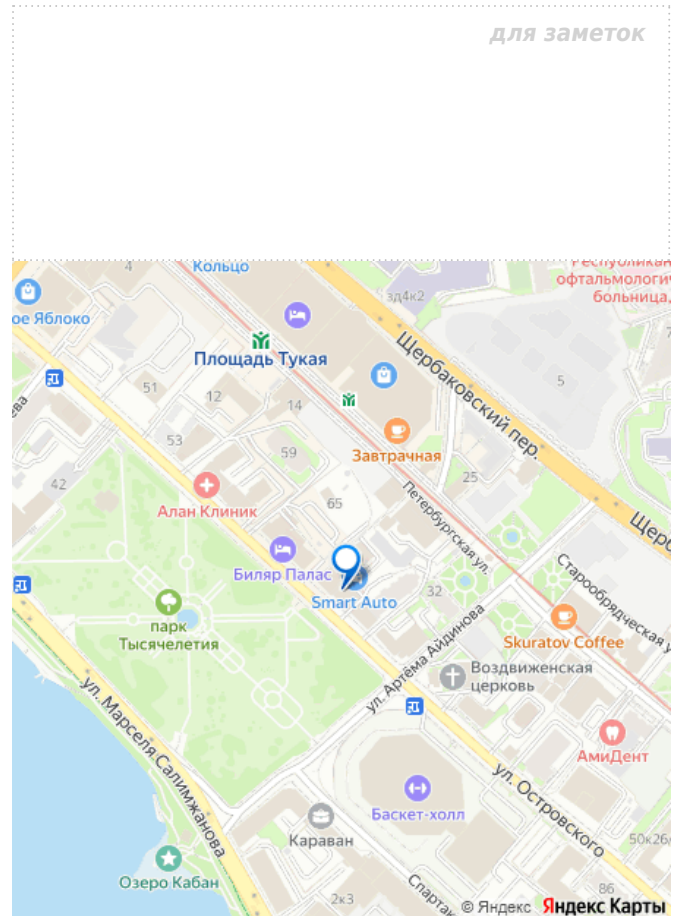 для заметок
4
Кольцо
Республикан
офтальмологич
больница,
зд4к2
ое Яблоко
Площадь Тукая
Щербаковский пер.
5
51
12
14
53
59
42
65
25
32
Завтрачная
Алан Клиник
Петербургская ул.
Щерб
Биляр Палас
Smart Auto
Старообрядческая у
парк
Тысячелетия
ул. Артёма Айдинова
Skuratov Coffee
Воздвиженская
церковь
ул. Марселя Салимжанова
АмиДент
ул. Островского
Баскет-холл
Караван
50к26
Озеро Кабан
2к3
Спартак
86
© Яндекс Яндекс Карты